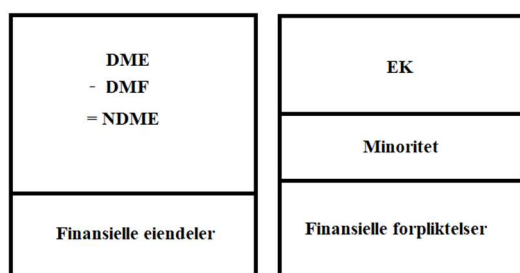 DME
- DMF
= NDME
Finansielle eiendeler
EK
Minoritet
Finansielle forpliktelser